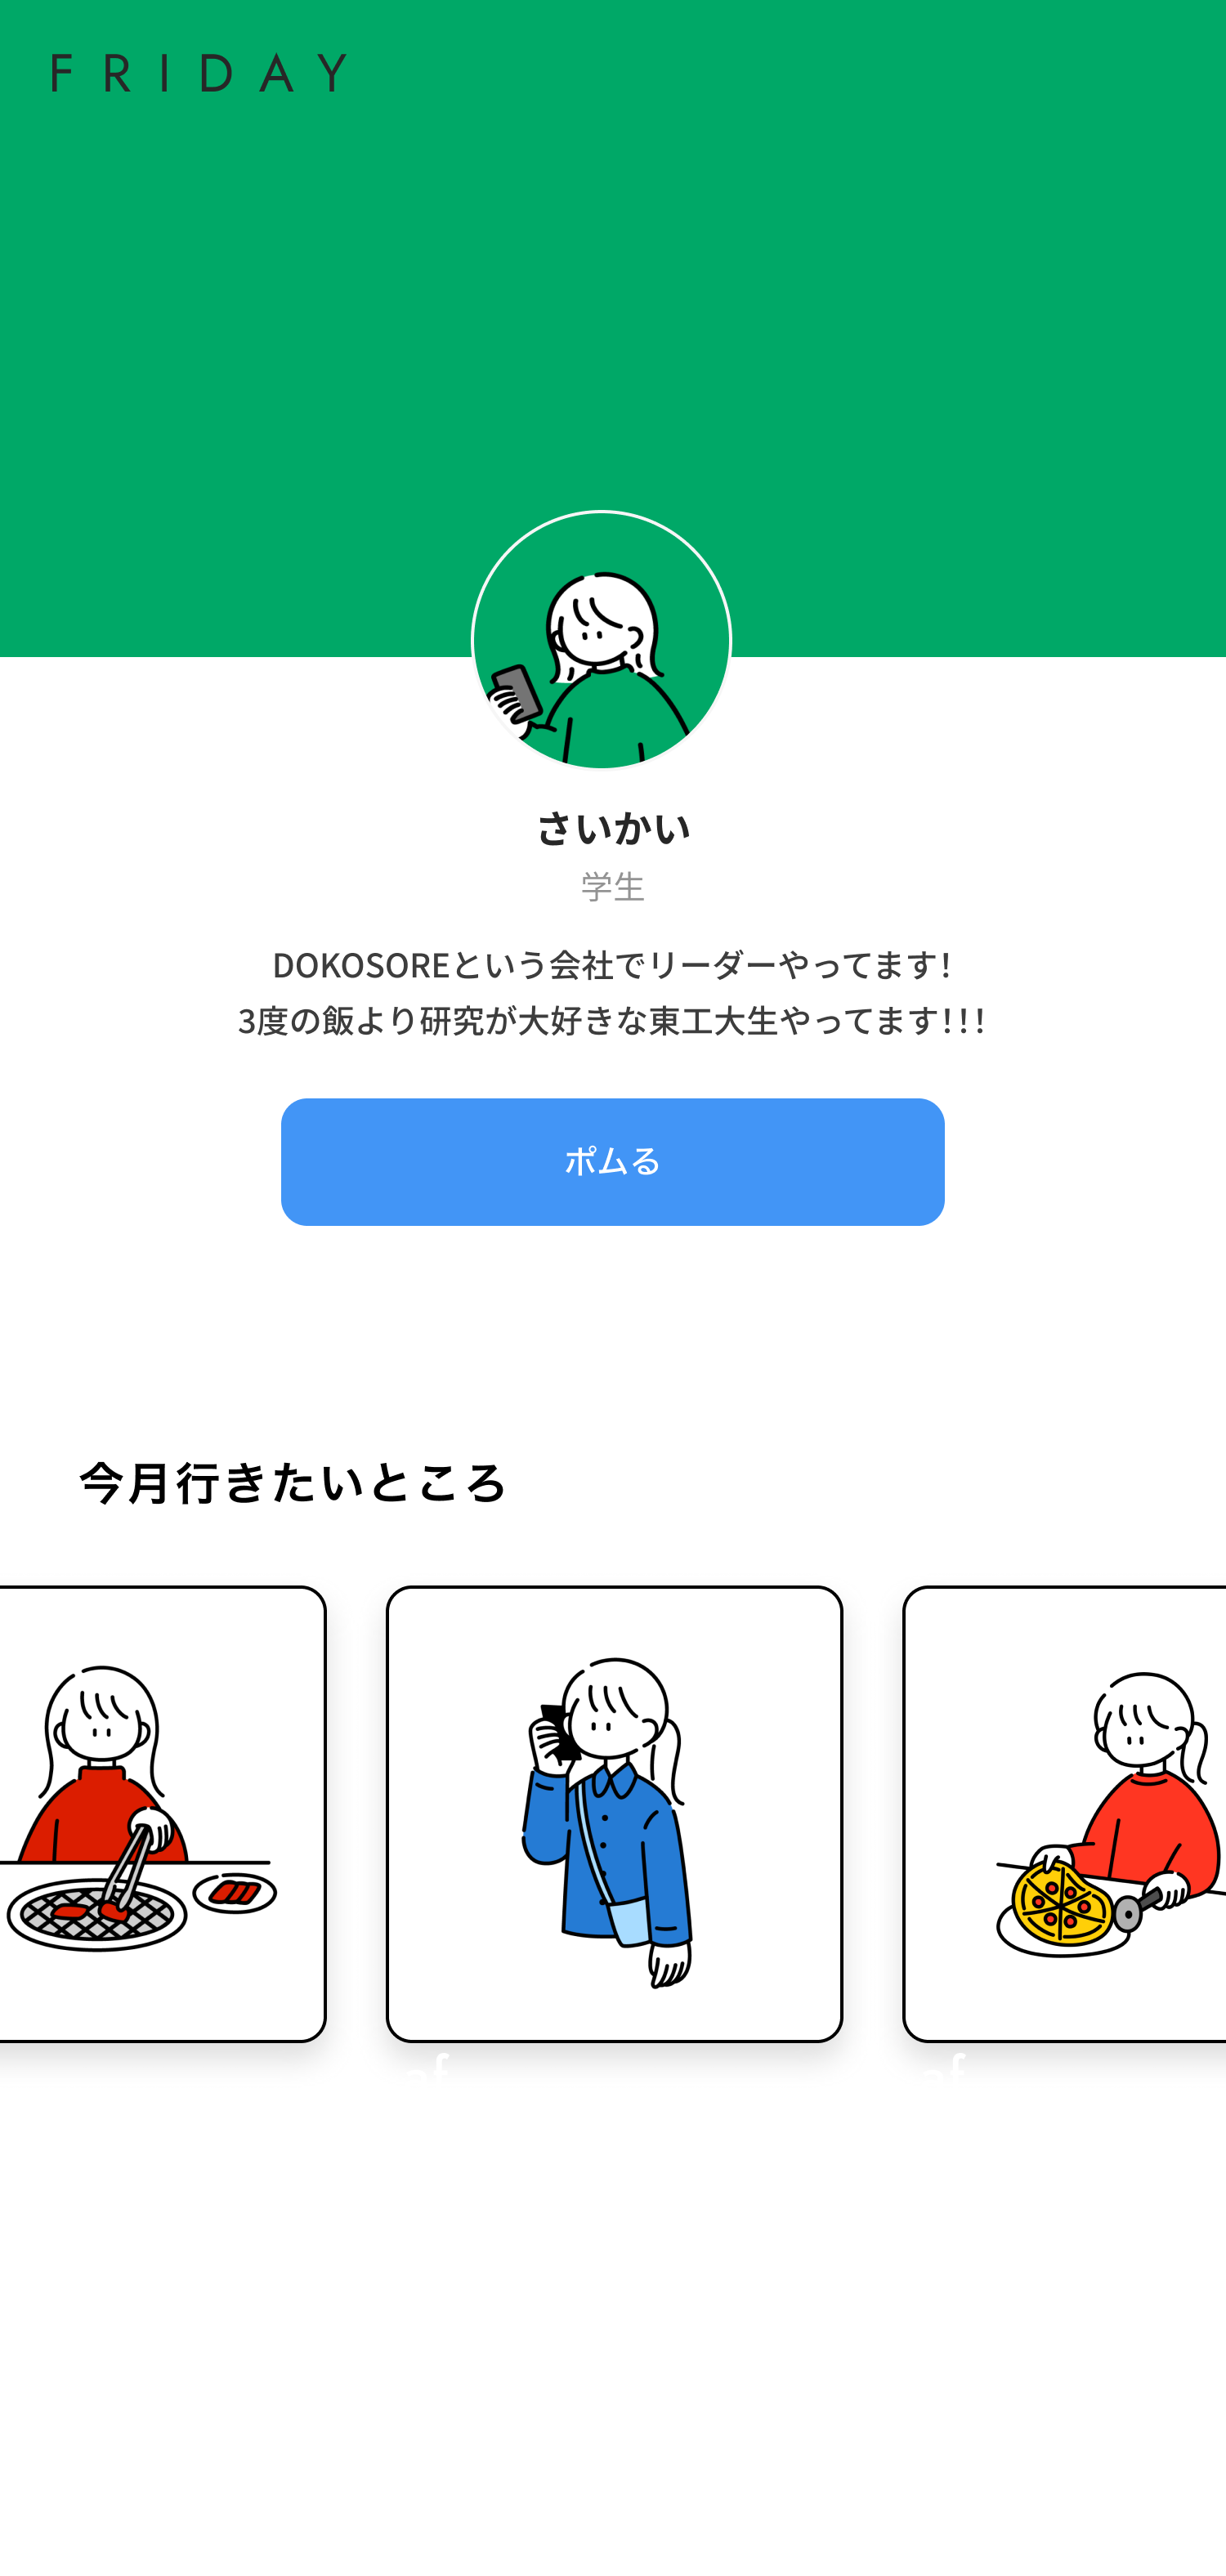 FRIDAY
さいかい
学生
DOKOSOREという会社でリーダーやってます!
3度の飯より研究が大好きな東工大生やってます!!!
ポムる
今月行きたいところ